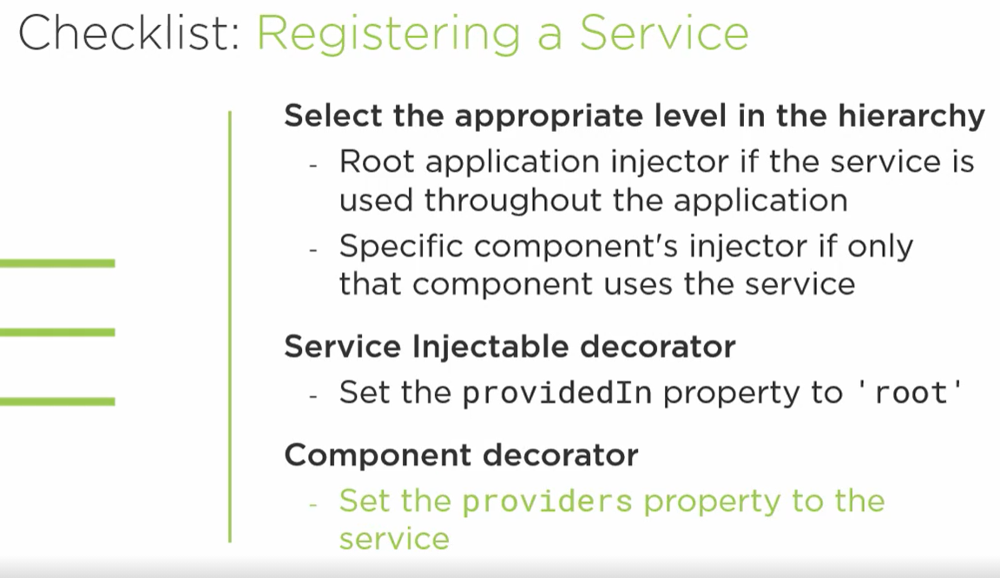 Checklist: Registering a Service
Select the appropriate level in the hierarchy
- Root application injector if the service is
used throughout the application
- Specific component's injector if only
that component uses the service
Service Injectable decorator
- Set the providedIn property to 'root'
Component decorator
- Set the providers property to the
service